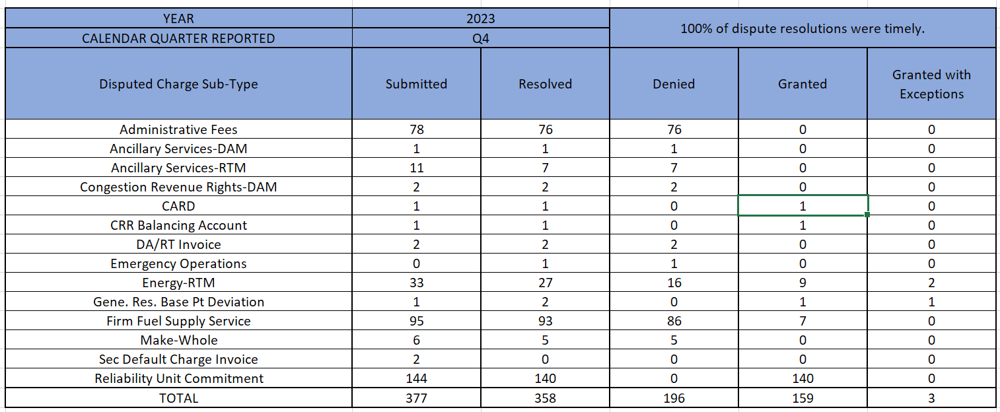 YEAR 2023 100% of dispute resolutions were timely.
CALENDAR QUARTER REPORTED Q4
Disputed Charge Sub-Type Submitted Resolved Denied Granted Granted with
Exceptions
Administrative Fees 78 76 76 0 0
Ancillary Services-DAM 1 1 1 0 0
Ancillary Services-RTM 11 7 7 0 0
Congestion Revenue Rights-DAM 2 2 2 0 0
CARD 1 1 0 1 0
CRR Balancing Account 1 1 0 1 0
DA/RT Invoice 2 2 2 0 0
Emergency Operations 0 1 1 0 0
Energy-RTM 33 27 16 9 2
Gene. Res. Base Pt Deviation 1 2 0 1 1
Firm Fuel Supply Service 95 93 86 7 0
Make-Whole 6 5 5 0 0
Sec Default Charge Invoice 2 0 0 0 0
Reliability Unit Commitment 144 140 0 140 0
TOTAL 377 358 196 159 3